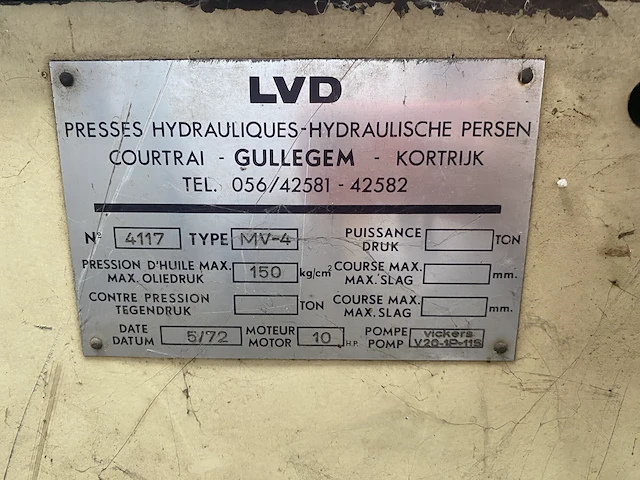 LVD
PRESSES HYDRAULIQUES-HYDRAULISCHE PERSEN
COURTRAI - GULLEGEM - KORTRIJK
TEL. 056/42581 - 42582
Nº 4117 TYPE MV-4 PUISSANCE DRUK TON
PRESSION D'HUILE MAX. MAX. OLIEDRUK 150 kg/cm² COURSE MAX. MAX. SLAG mm.
CONTRE PRESSION TEGENDRUK TON COURSE MAX. MAX. SLAG mm.
DATE DATUM 5/72 MOTEUR MOTOR 10 H.P. POMPE POMP vickers V20-1P-11S